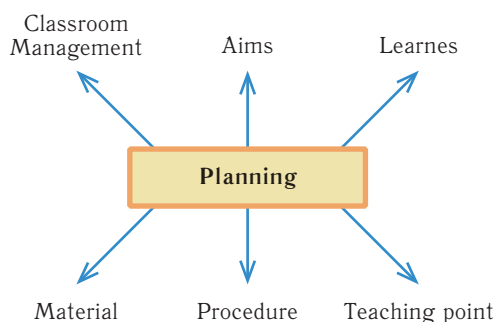 Classroom
Management
Aims
Learnes
Planning
Material
Procedure
Teaching point